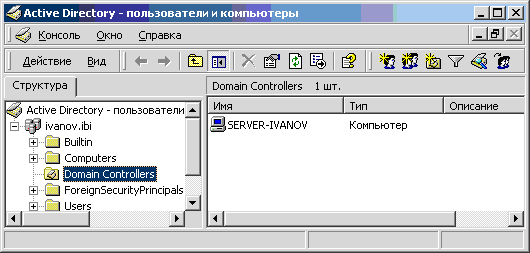 Active Directory - пользователи и компьютеры
Консоль Окно Справка
Действие Вид
Структура
Active Directory - пользователи
ivanov.ibi
Builtin
Computers
Domain Controllers
ForeignSecurityPrincipals
Users
Domain Controllers 1 шт.
Имя Тип Описание
SERVER-IVANOV Компьютер